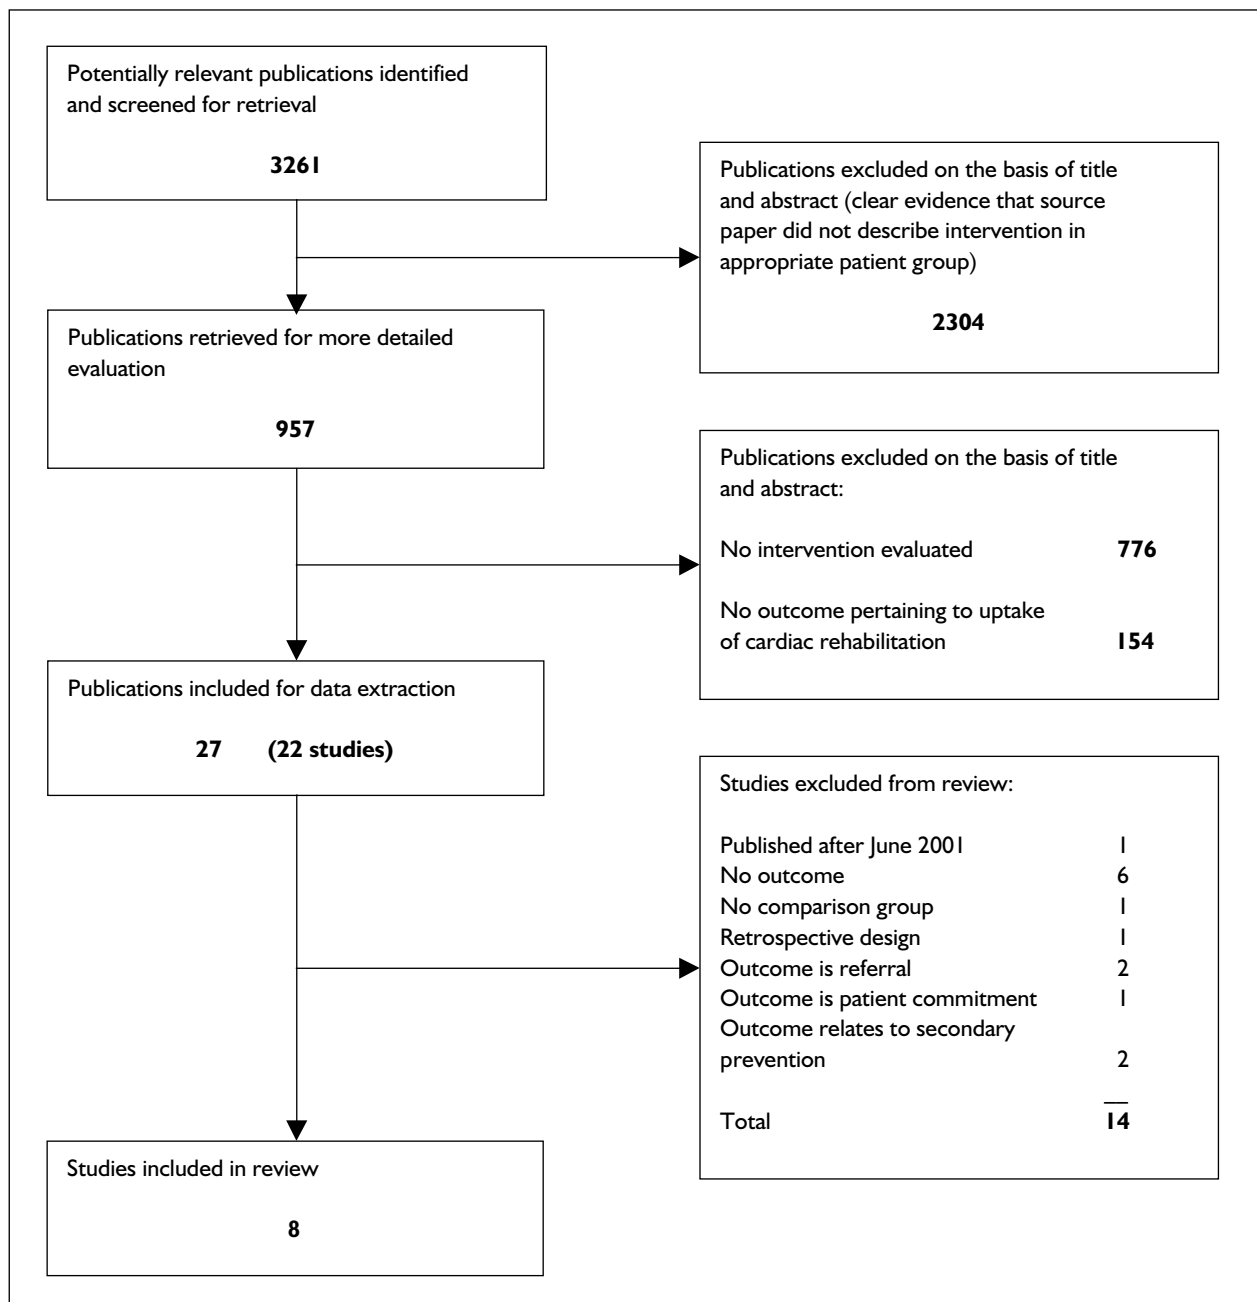 Potentially relevant publications identified
and screened for retrieval
3261
Publications excluded on the basis of title
and abstract (clear evidence that source
paper did not describe intervention in
appropriate patient group)
2304
Publications retrieved for more detailed
evaluation
957
Publications excluded on the basis of title
and abstract:
No intervention evaluated 776
No outcome pertaining to uptake
of cardiac rehabilitation 154
Publications included for data extraction
27 (22 studies)
Studies excluded from review:
Published after June 2001 1
No outcome 6
No comparison group 1
Retrospective design 1
Outcome is referral 2
Outcome is patient commitment 1
Outcome relates to secondary
prevention 2
Total 14
Studies included in review
8